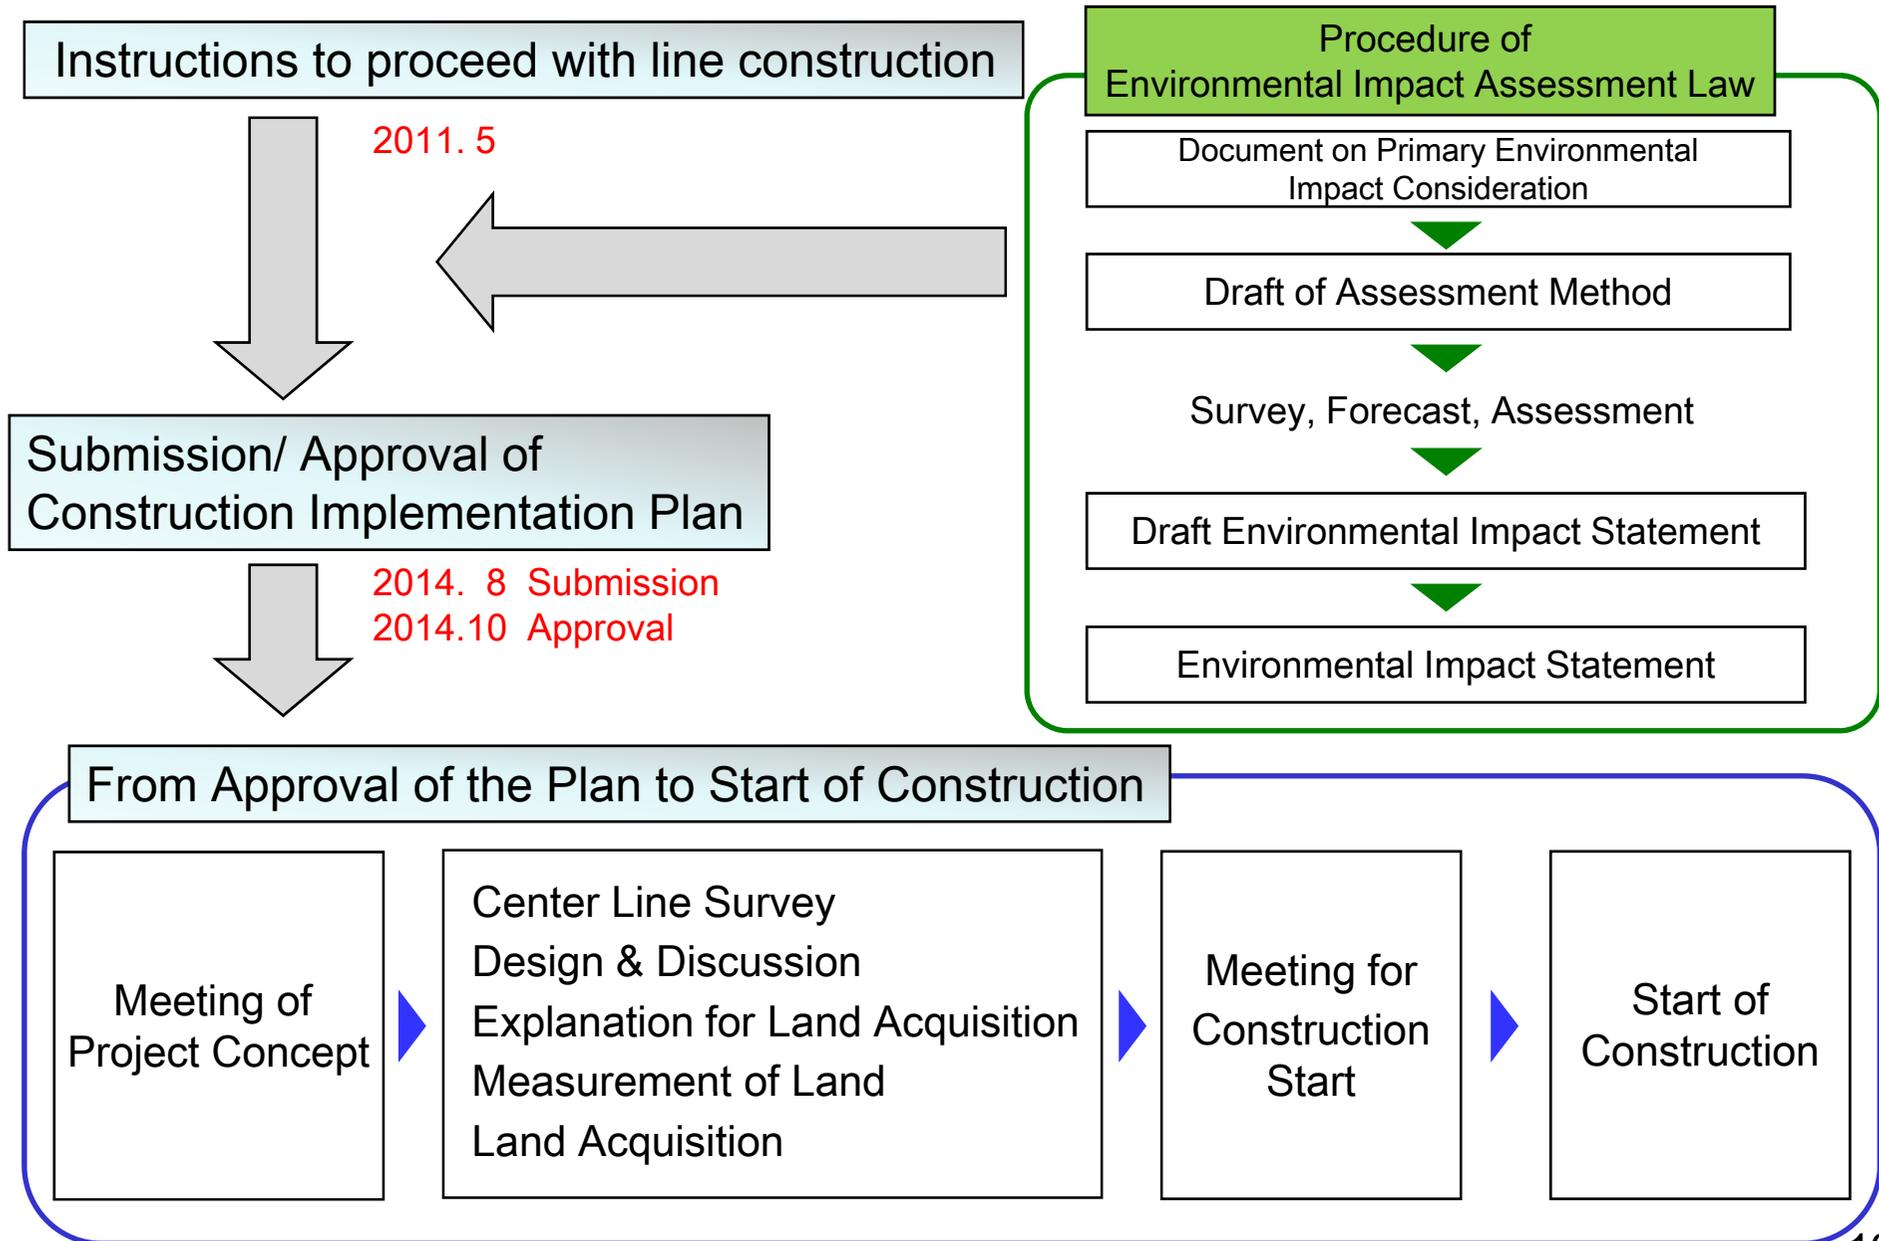 Instructions to proceed with line construction
2011. 5
Procedure of
Environmental Impact Assessment Law
Document on Primary Environmental
Impact Consideration
Draft of Assessment Method
Survey, Forecast, Assessment
Draft Environmental Impact Statement
Environmental Impact Statement
Submission/ Approval of
Construction Implementation Plan
2014. 8 Submission
2014.10 Approval
From Approval of the Plan to Start of Construction
Meeting of
Project Concept
Center Line Survey
Design & Discussion
Explanation for Land Acquisition
Measurement of Land
Land Acquisition
Meeting for
Construction
Start
Start of
Construction